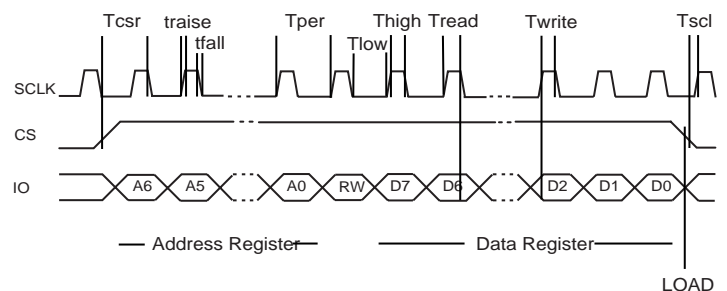 Tcsr traise Tper Thigh Tread Twrite Tscl
tfall Tlow
SCLK
CS
IO A6 A5 A0 RW D7 D6 D2 D1 D0
Address Register Data Register
LOAD